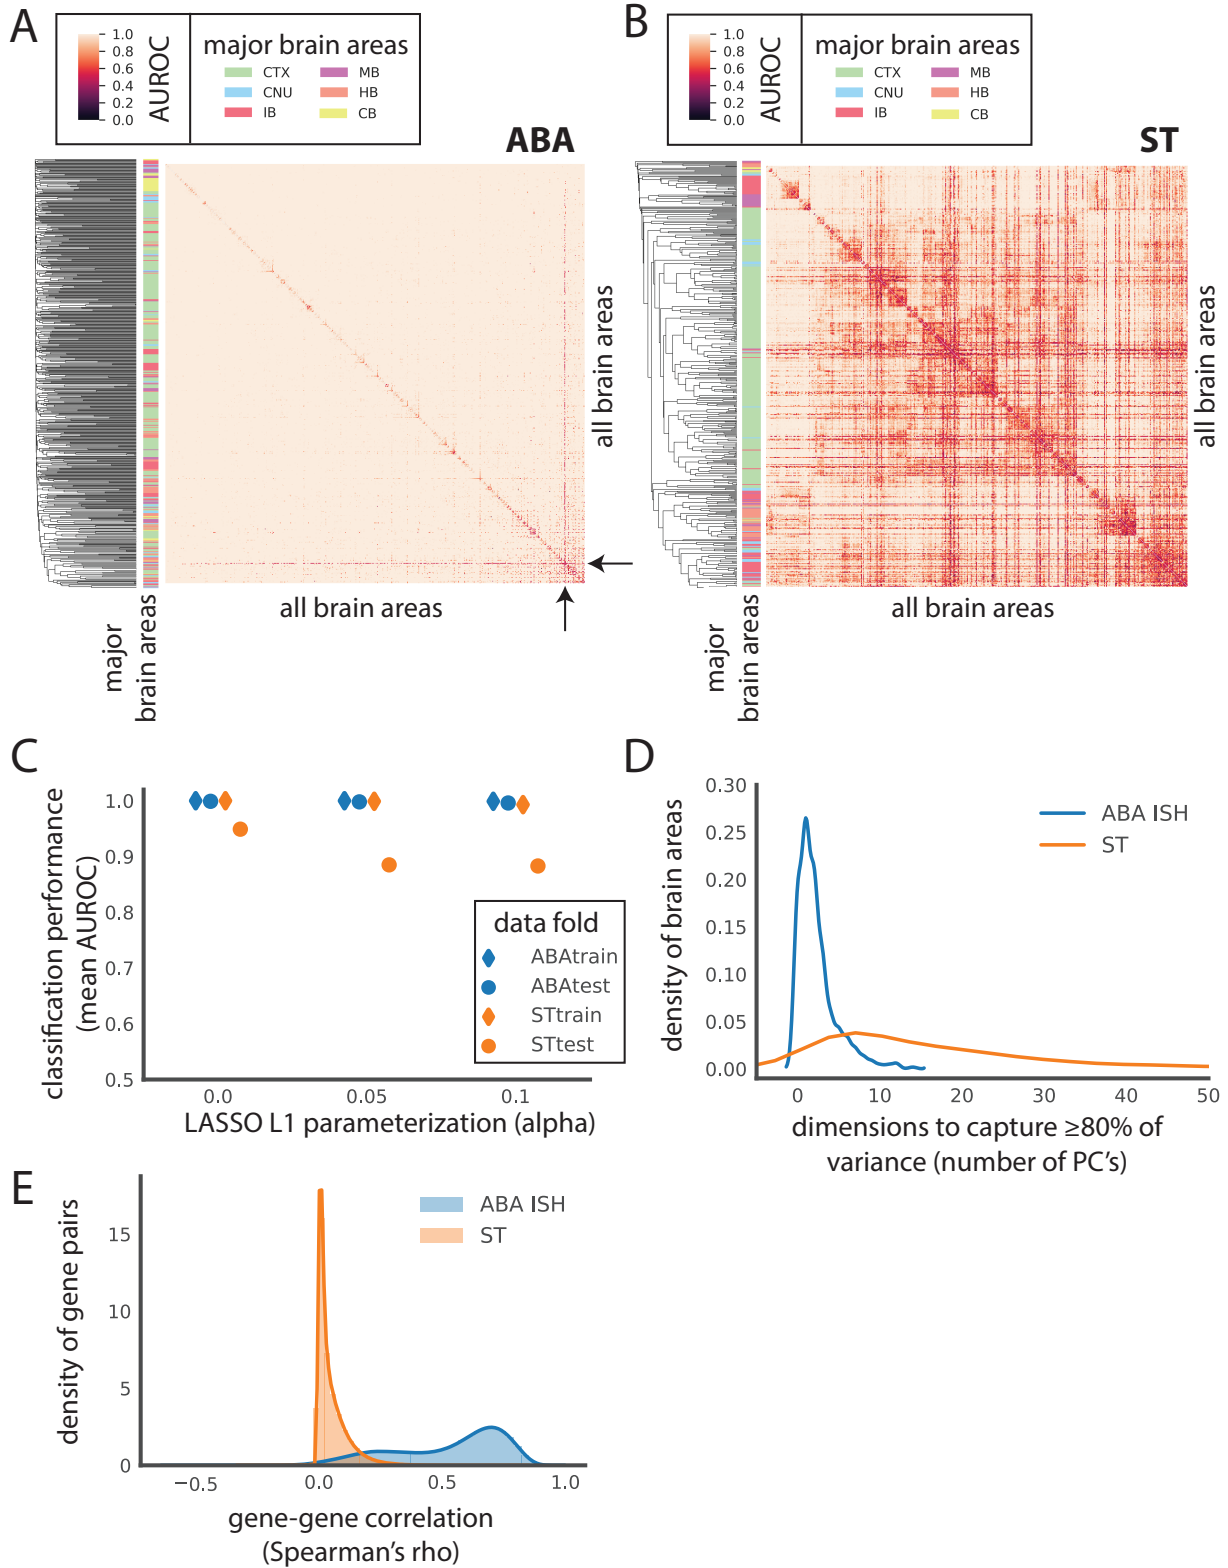 A
1.0
0.8
0.6
0.4
0.2
0.0
AUROC
major brain areas
CTX
CNU
IB
MB
HB
CB
ABA
all brain areas
all brain areas
major
brain areas
B
1.0
0.8
0.6
0.4
0.2
0.0
AUROC
major brain areas
CTX
CNU
IB
MB
HB
CB
ST
all brain areas
all brain areas
major
brain areas
C
classification performance
(mean AUROC)
1.0
0.9
0.8
0.7
0.6
0.5
0.0
0.05
0.1
LASSO L1 parameterization (alpha)
data fold
ABAtrain
ABAtest
STtrain
STtest
D
density of brain areas
0.30
0.25
0.20
0.15
0.10
0.05
0.00
0
10
20
30
40
50
ABA ISH
ST
dimensions to capture ≥80% of
variance (number of PC's)
E
density of gene pairs
15
10
5
0
−0.5
0.0
0.5
1.0
ABA ISH
ST
gene-gene correlation
(Spearman's rho)